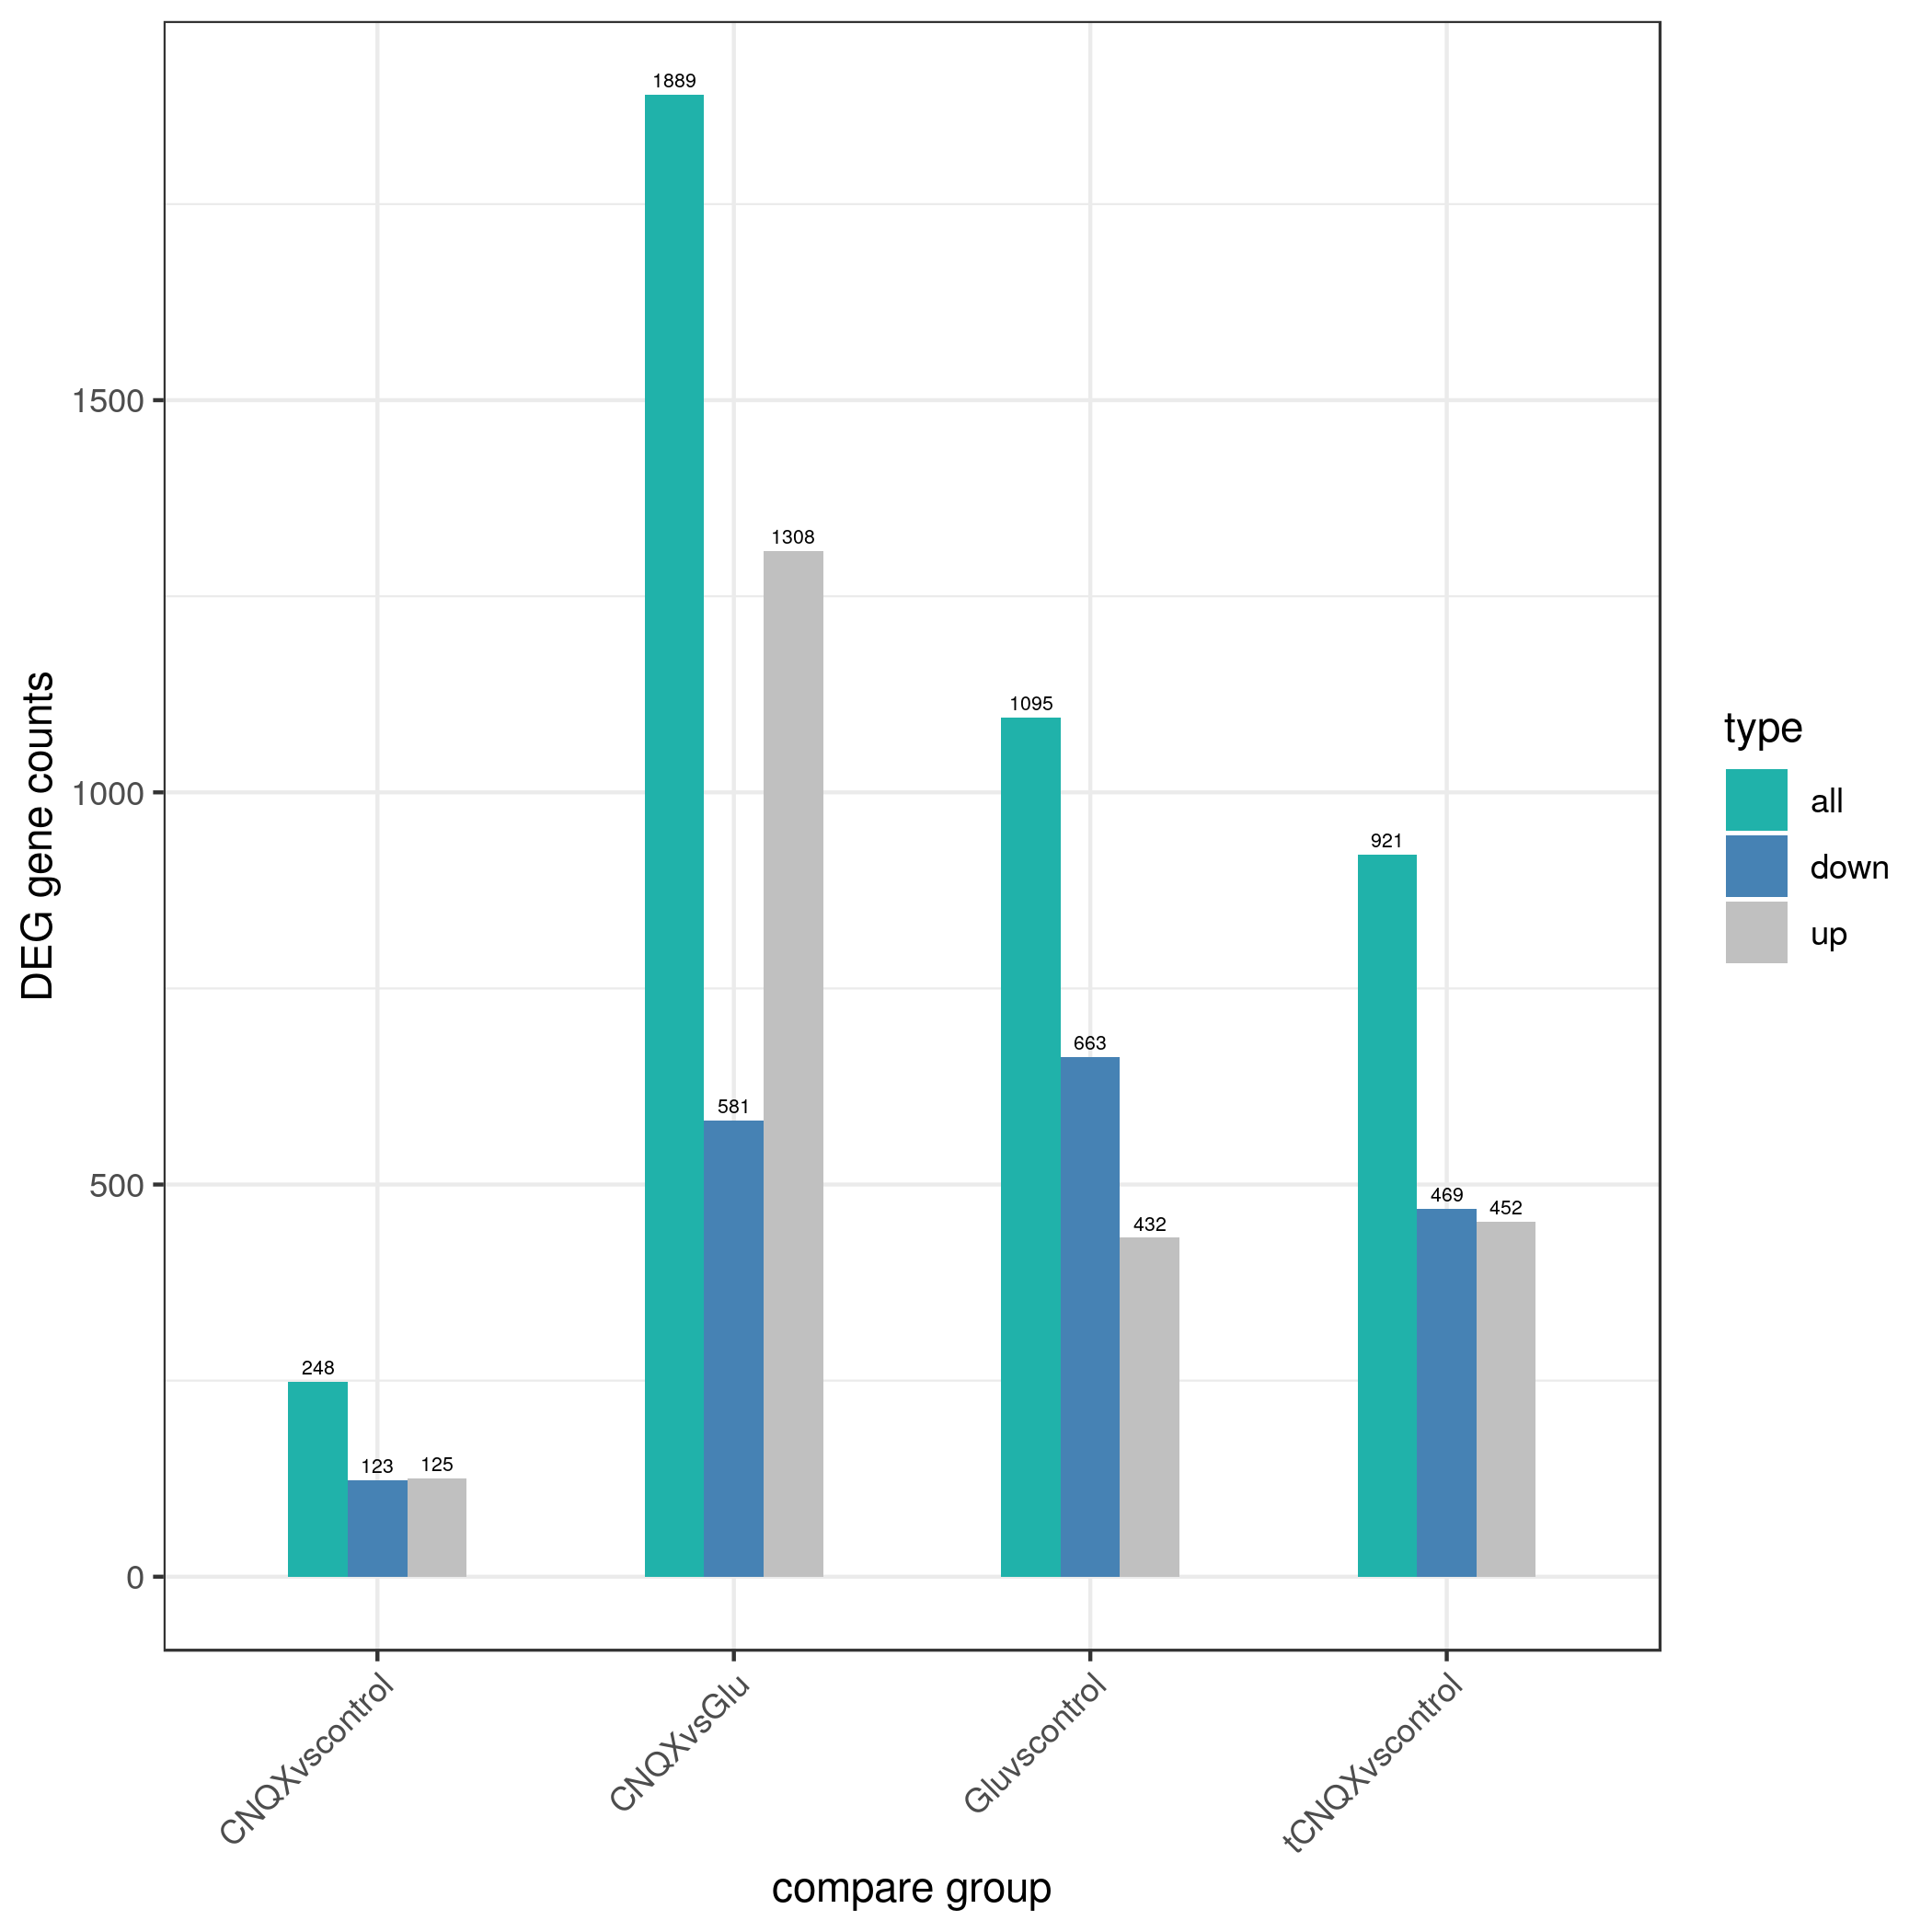 DEG gene counts
1500
1000
500
0
248
123
125
1889
581
1308
1095
663
432
921
469
452
CNQXvscontrol
CNQXvsGlu
Gluvscontrol
tCNQXvscontrol
compare group
type
all
down
up